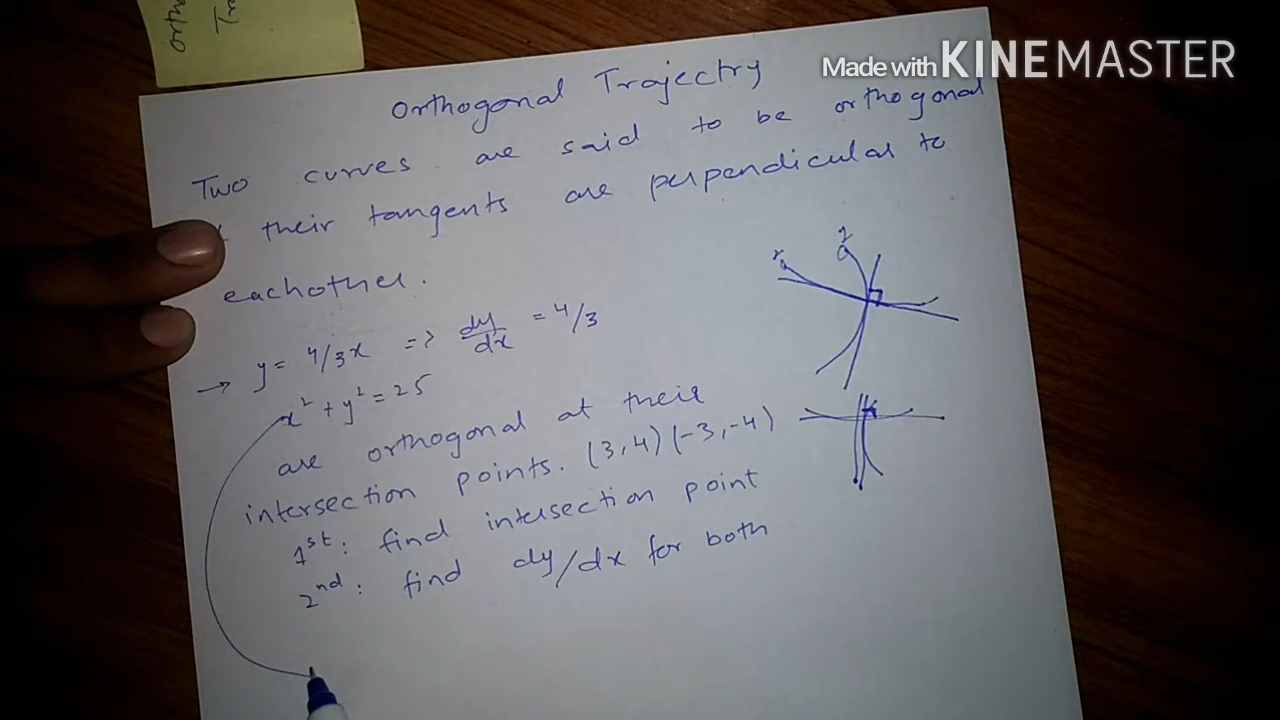 ortho
Tra
Made with KINEMASTER
Orthogonal Trajectry
Two curves are said to be orthogonal
their tangents are perpendicular to
eachother.
→ y = 4/3x => dy/dx = 4/3
x² + y² = 25
are orthogonal at their
intersection points. (3,4)(-3,-4)
1st: find intersection point
2nd: find dy/dx for both